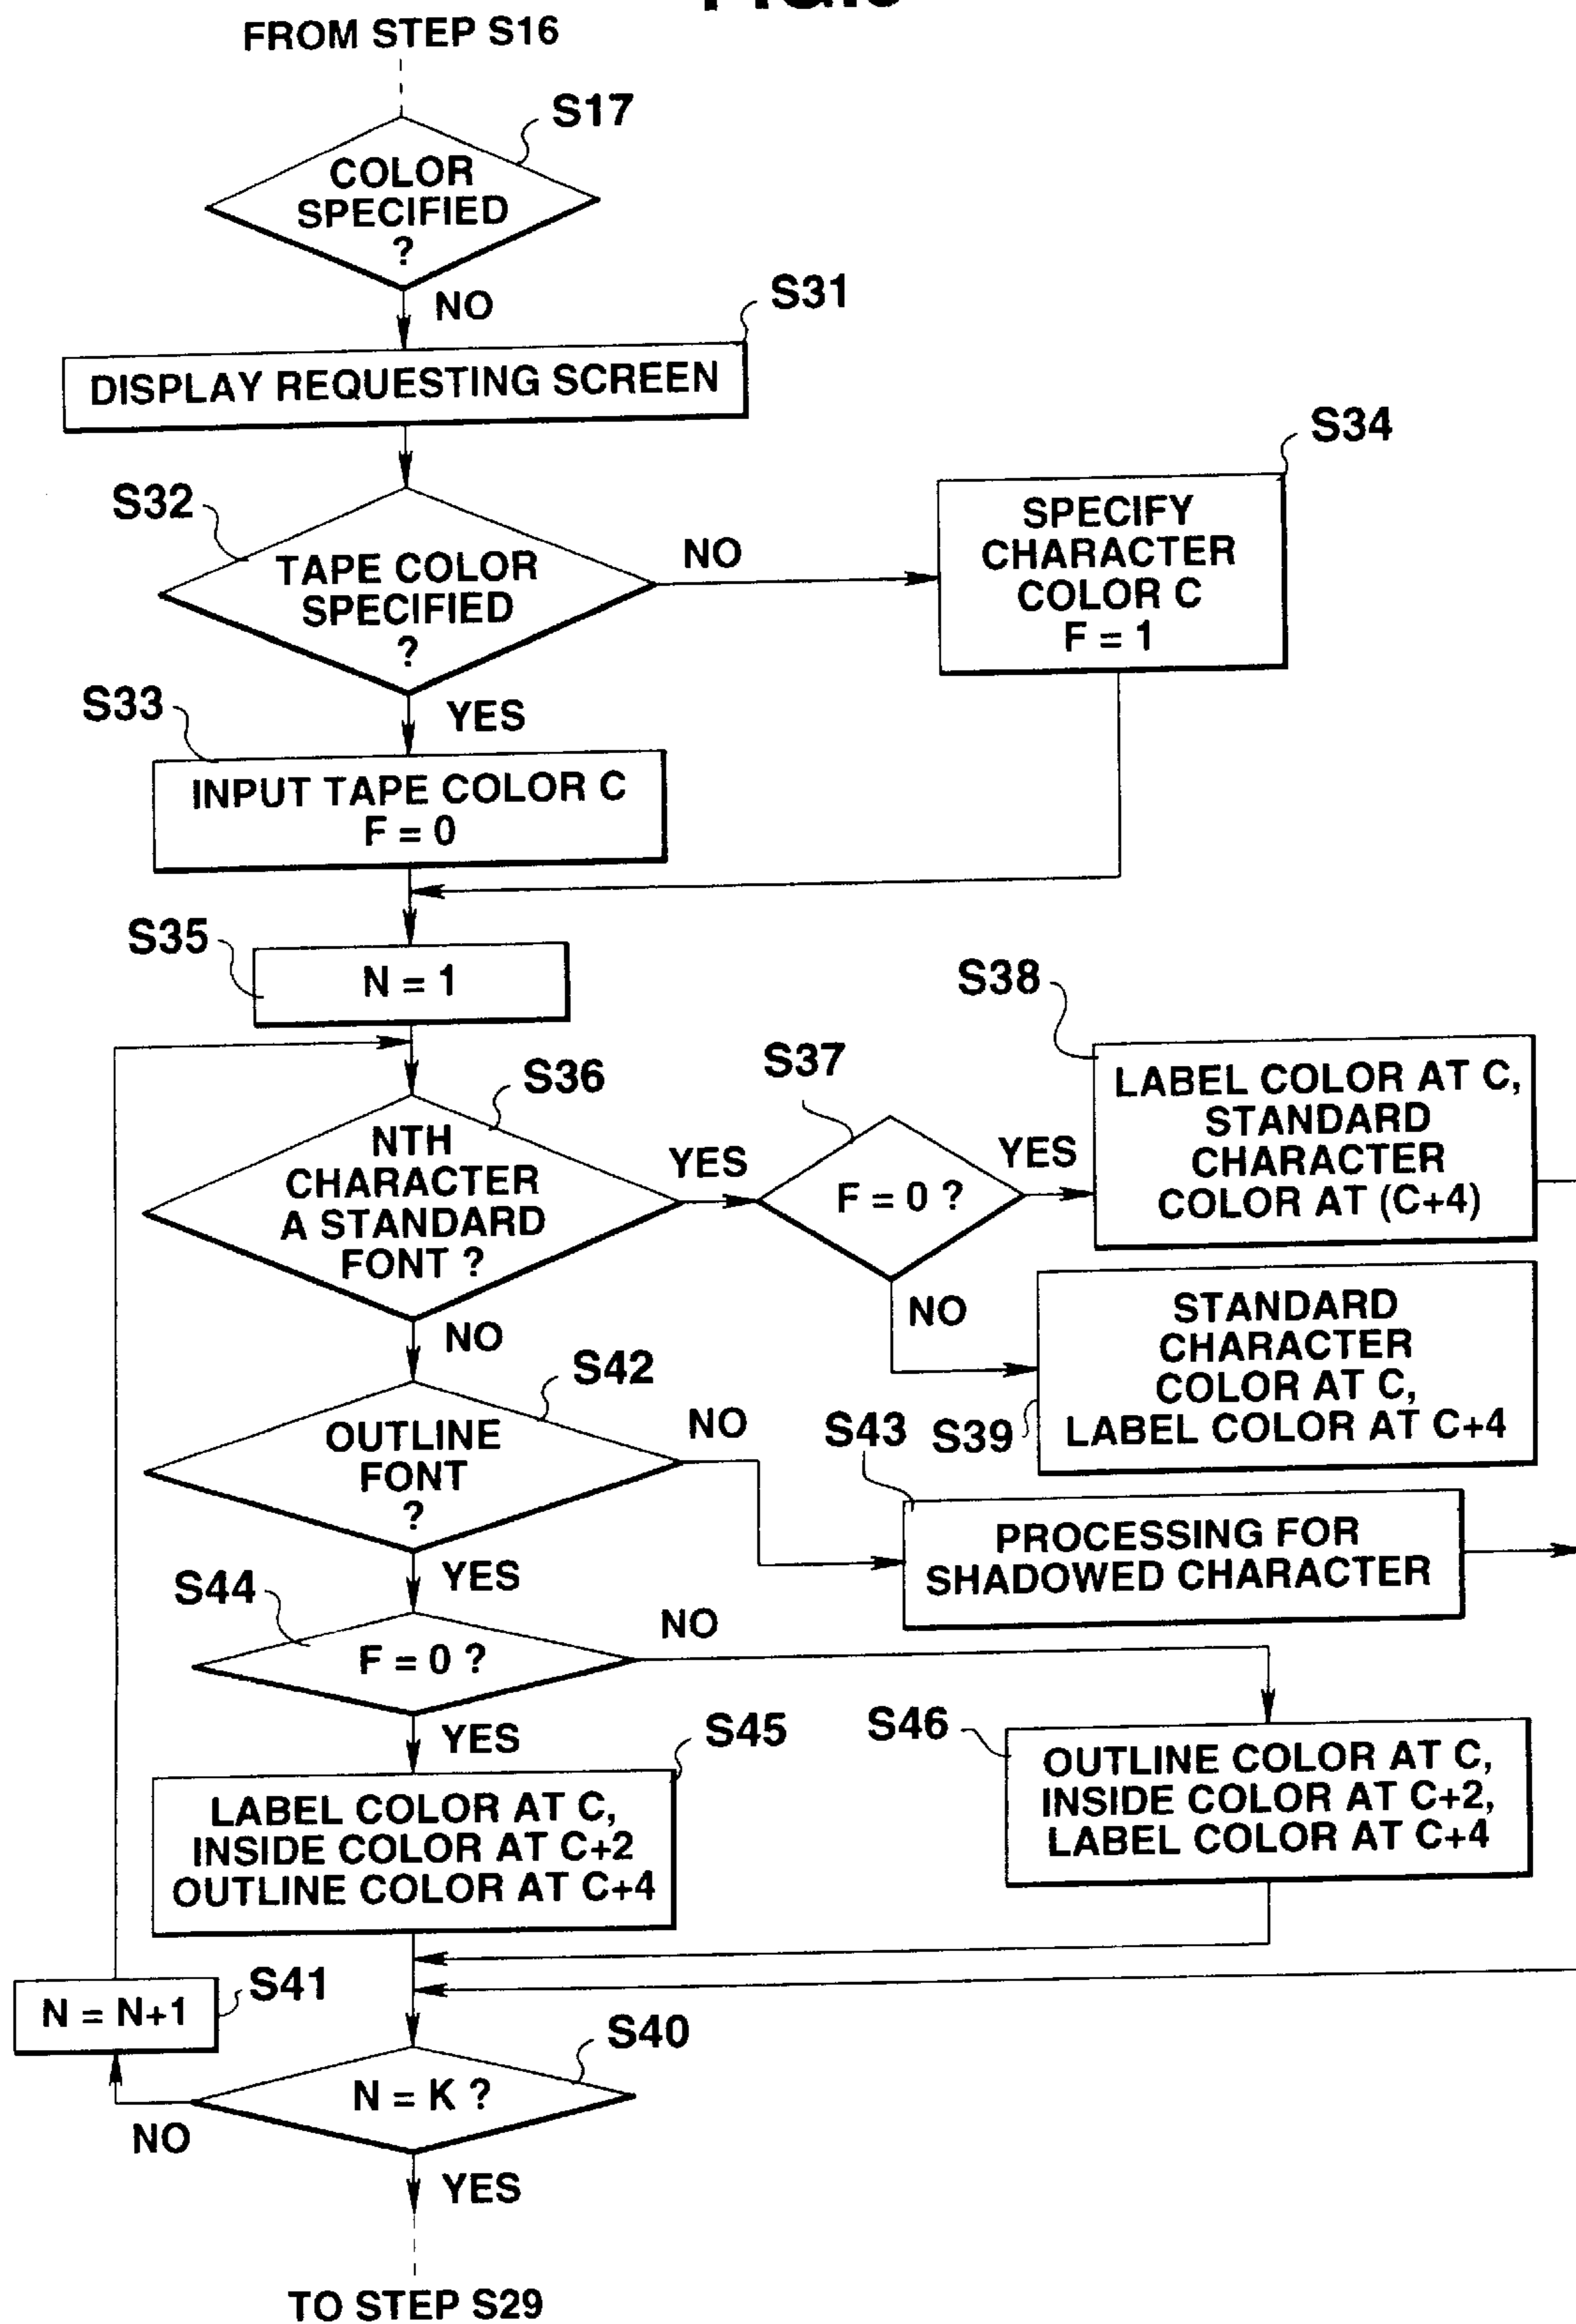 FROM STEP S16
S17
COLOR
SPECIFIED
?
NO
S31
DISPLAY REQUESTING SCREEN
S34
SPECIFY
CHARACTER
COLOR C
F = 1
S32
TAPE COLOR
SPECIFIED
?
NO
YES
S33
INPUT TAPE COLOR C
F = 0
S35
N = 1
S36
NTH
CHARACTER
A STANDARD
FONT ?
YES
S37
F = 0 ?
YES
S38
LABEL COLOR AT C,
STANDARD
CHARACTER
COLOR AT (C+4)
NO
S39
STANDARD
CHARACTER
COLOR AT C,
LABEL COLOR AT C+4
NO
S42
OUTLINE
FONT
?
NO
S43
PROCESSING FOR
SHADOWED CHARACTER
YES
S44
F = 0 ?
NO
YES
S45
LABEL COLOR AT C,
INSIDE COLOR AT C+2
OUTLINE COLOR AT C+4
S46
OUTLINE COLOR AT C,
INSIDE COLOR AT C+2,
LABEL COLOR AT C+4
N = N+1
S41
S40
N = K ?
NO
YES
TO STEP S29